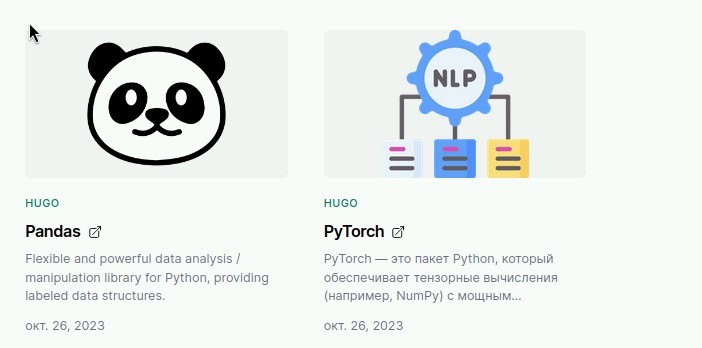 NLP
HUGO
Pandas
Flexible and powerful data analysis /
manipulation library for Python, providing
labeled data structures.
окт. 26, 2023
HUGO
PyTorch
PyTorch — это пакет Python, который
обеспечивает тензорные вычисления
(например, NumPy) с мощным...
окт. 26, 2023